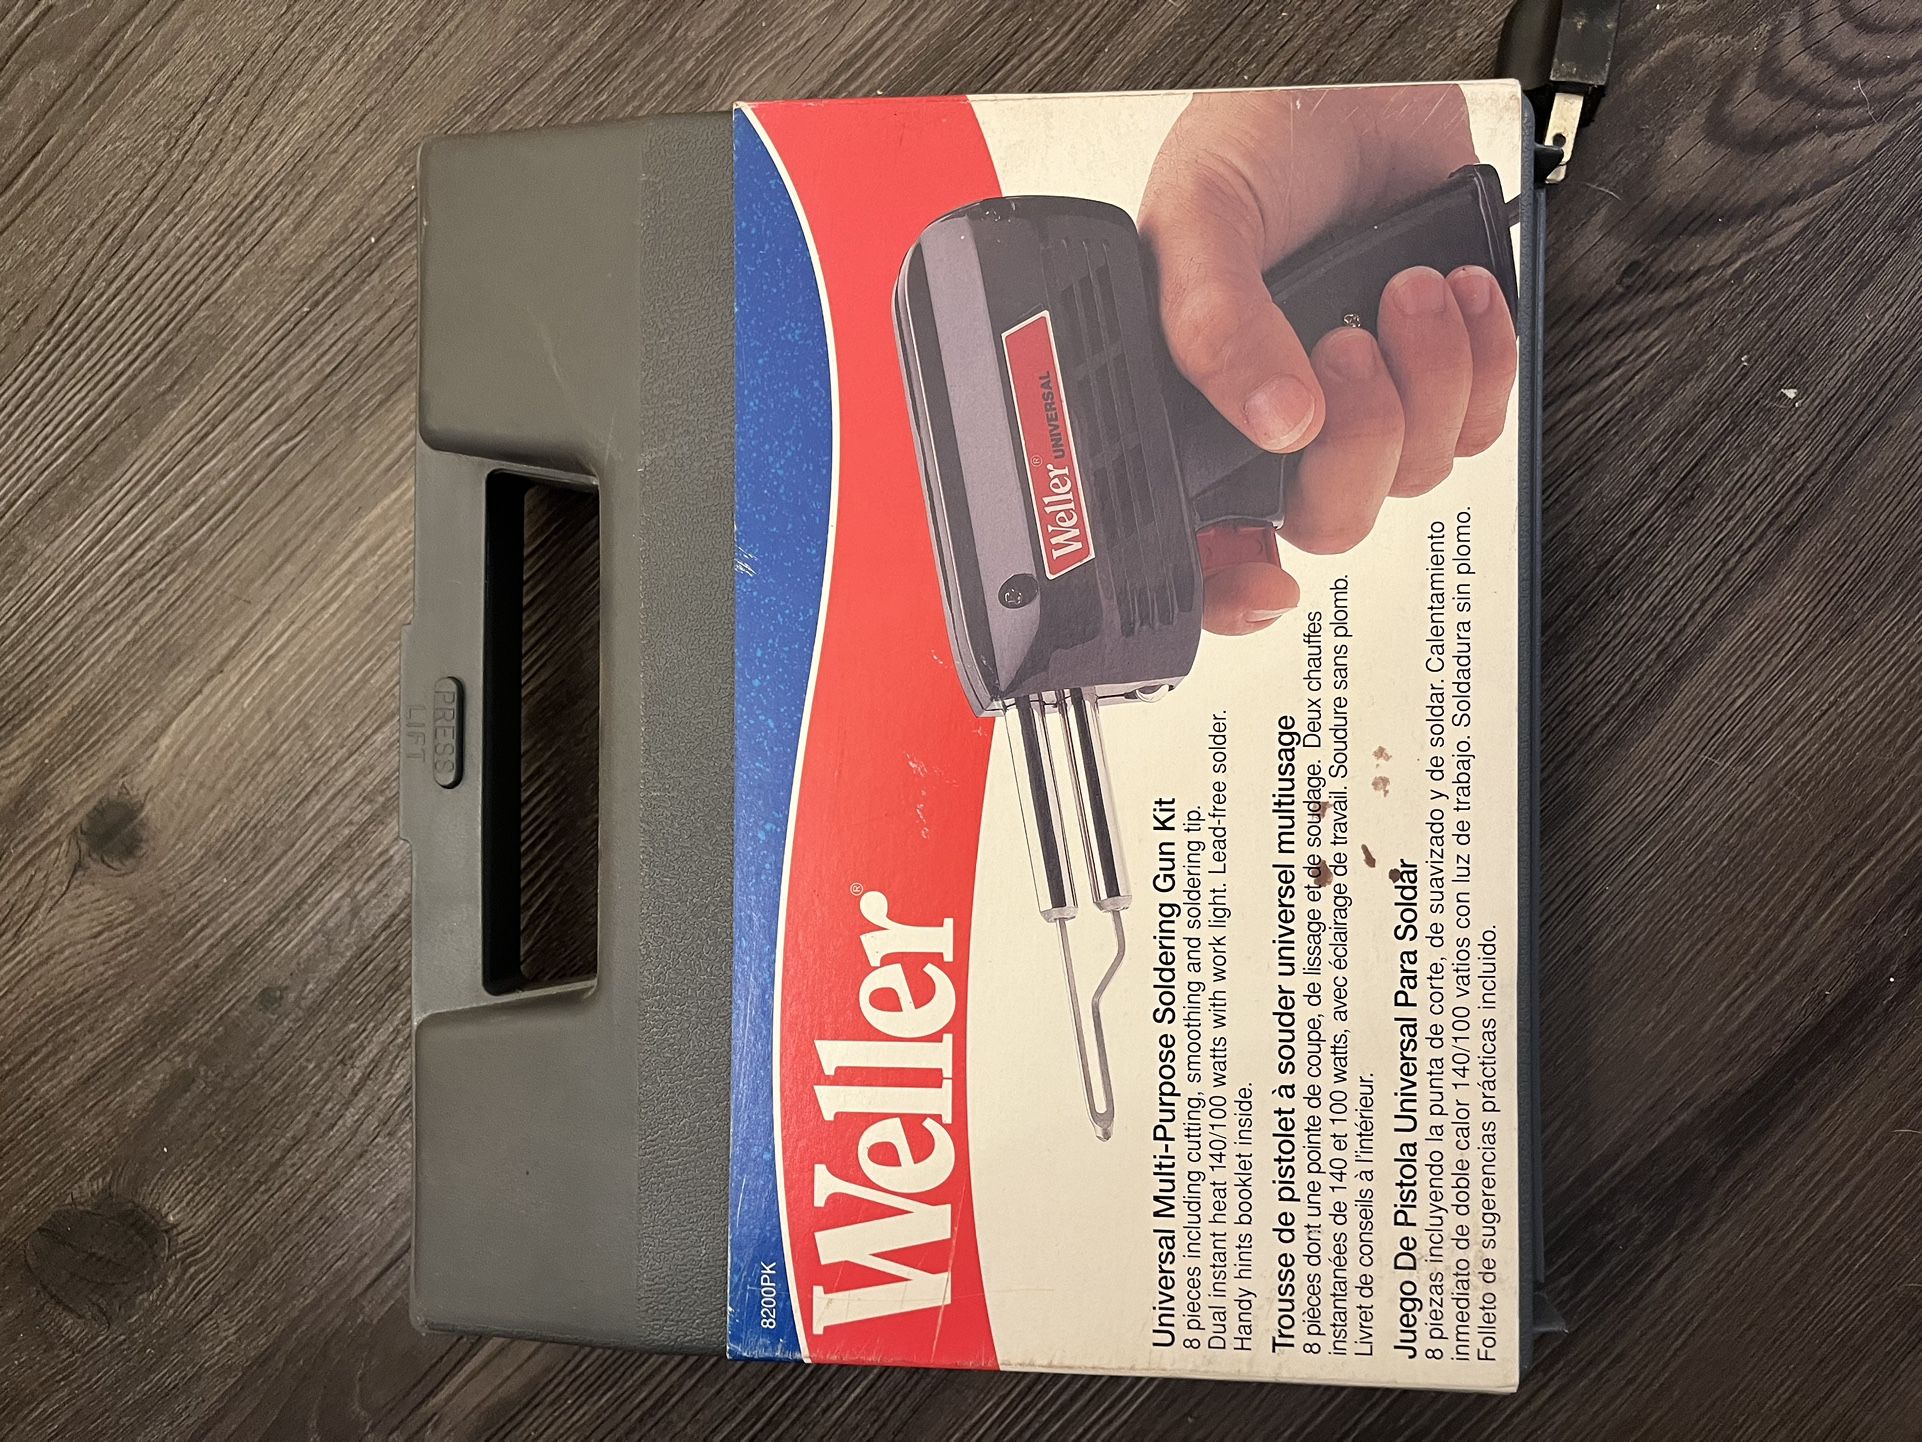 PRESS
LIFT
8200PK
Weller®
Weller®
UNIVERSAL
Universal Multi-Purpose Soldering Gun Kit
8 pieces including cutting, smoothing and soldering tip.
Dual instant heat 140/100 watts with work light. Lead-free solder.
Handy hints booklet inside.
Trousse de pistolet à souder universel multiusage
8 pièces dont une pointe de coupe, de lissage et de soudage. Deux chauffes
instantanées de 140 et 100 watts, avec éclairage de travail. Soudure sans plomb.
Livret de conseils à l'intérieur.
Juego De Pistola Universal Para Soldar
8 piezas incluyendo la punta de corte, de suavizado y de soldar. Calentamiento
inmediato de doble calor 140/100 vatios con luz de trabajo. Soldadura sin plomo.
Folleto de sugerencias prácticas incluido.